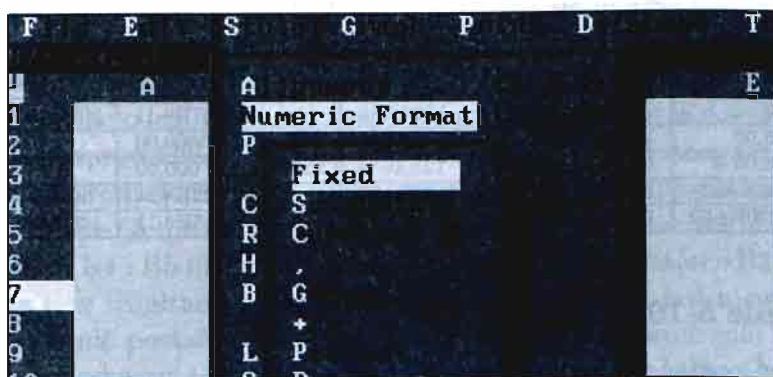 F E S G P D T
A A E
1 Numeric Format
2 P
3 Fixed
4 C S
5 R C
6 H ,
7 B G
8 +
9 L P